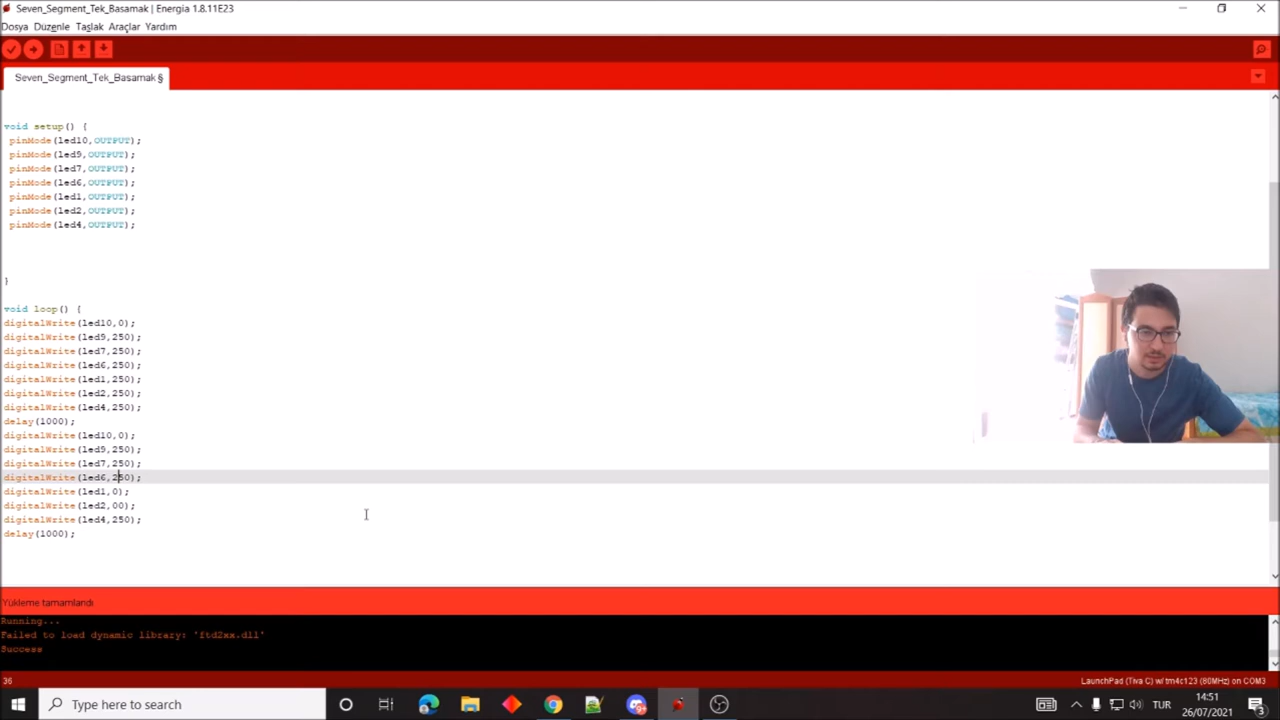 Seven_Segment_Tek_Basamak | Energia 1.8.11E23
Dosya Düzenle Taslak Araçlar Yardım
Seven_Segment_Tek_Basamak §
void setup() {
pinMode(led10,OUTPUT);
pinMode(led9,OUTPUT);
pinMode(led7,OUTPUT);
pinMode(led6,OUTPUT);
pinMode(led1,OUTPUT);
pinMode(led2,OUTPUT);
pinMode(led4,OUTPUT);
}
void loop() {
digitalWrite(led10,0);
digitalWrite(led9,250);
digitalWrite(led7,250);
digitalWrite(led6,250);
digitalWrite(led1,250);
digitalWrite(led2,250);
digitalWrite(led4,250);
delay(1000);
digitalWrite(led10,0);
digitalWrite(led9,250);
digitalWrite(led7,250);
digitalWrite(led6,250);
digitalWrite(led1,0);
digitalWrite(led2,00);
digitalWrite(led4,250);
delay(1000);
Yükleme tamamlandı
Running...
Failed to load dynamic library: 'ftd2xx.dll'
Success
36 LaunchPad (Tiva C) w/ tm4c123 (80MHz) on COM3
Type here to search
TUR
14:51
26/07/2021
3